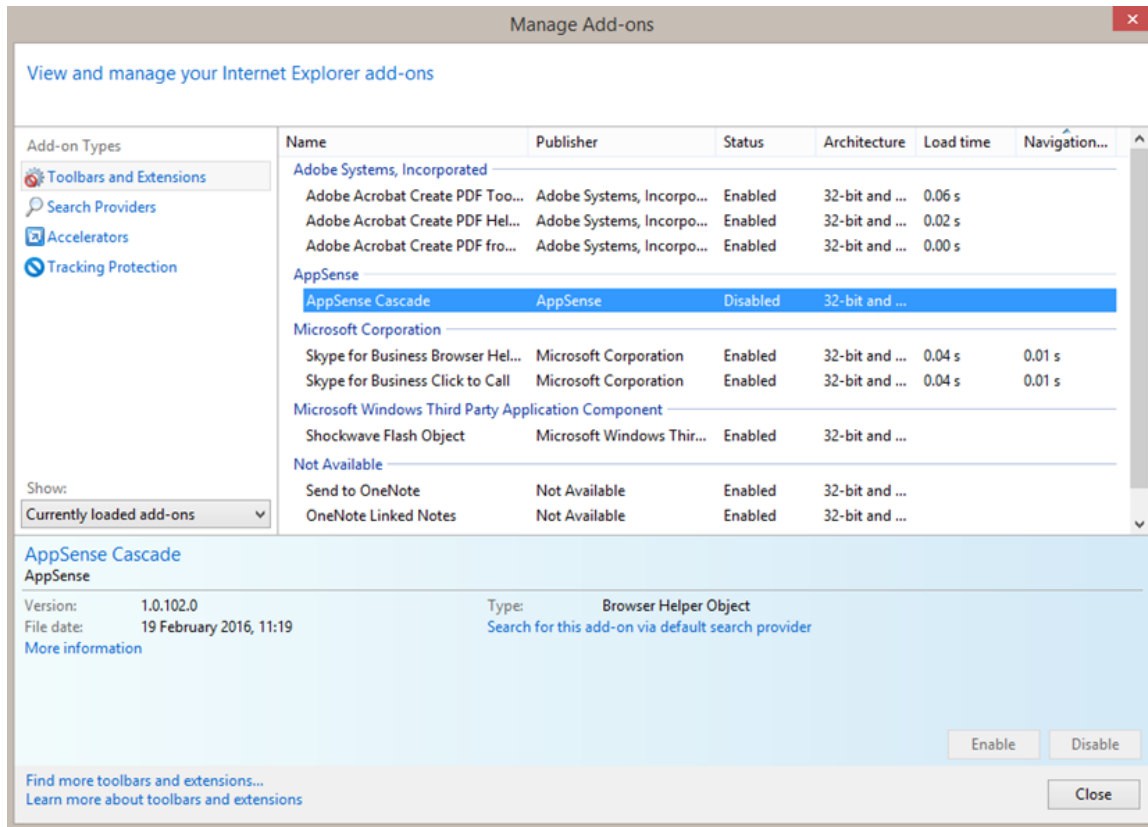 Manage Add-ons
View and manage your Internet Explorer add-ons
Add-on Types
Toolbars and Extensions
Search Providers
Accelerators
Tracking Protection
Show:
Currently loaded add-ons
Name Publisher Status Architecture Load time Navigation...
Adobe Systems, Incorporated
Adobe Acrobat Create PDF Too... Adobe Systems, Incorpo... Enabled 32-bit and ... 0.06 s
Adobe Acrobat Create PDF Hel... Adobe Systems, Incorpo... Enabled 32-bit and ... 0.02 s
Adobe Acrobat Create PDF fro... Adobe Systems, Incorpo... Enabled 32-bit and ... 0.00 s
AppSense
AppSense Cascade AppSense Disabled 32-bit and ...
Microsoft Corporation
Skype for Business Browser Hel... Microsoft Corporation Enabled 32-bit and ... 0.04 s 0.01 s
Skype for Business Click to Call Microsoft Corporation Enabled 32-bit and ... 0.04 s 0.01 s
Microsoft Windows Third Party Application Component
Shockwave Flash Object Microsoft Windows Thir... Enabled 32-bit and ...
Not Available
Send to OneNote Not Available Enabled 32-bit and ...
OneNote Linked Notes Not Available Enabled 32-bit and ...
AppSense Cascade
AppSense
Version: 1.0.102.0 Type: Browser Helper Object
File date: 19 February 2016, 11:19 Search for this add-on via default search provider
More information
Enable Disable
Find more toolbars and extensions...
Learn more about toolbars and extensions
Close